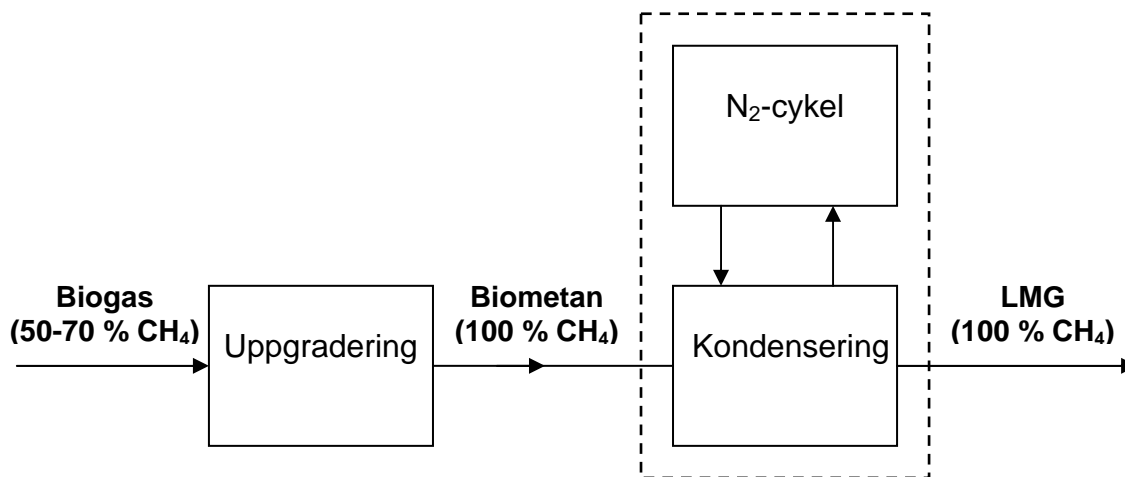 N₂-cykel
Biogas
(50-70 % CH₄)
Uppgradering
Biometan
(100 % CH₄)
Kondensering
LMG
(100 % CH₄)